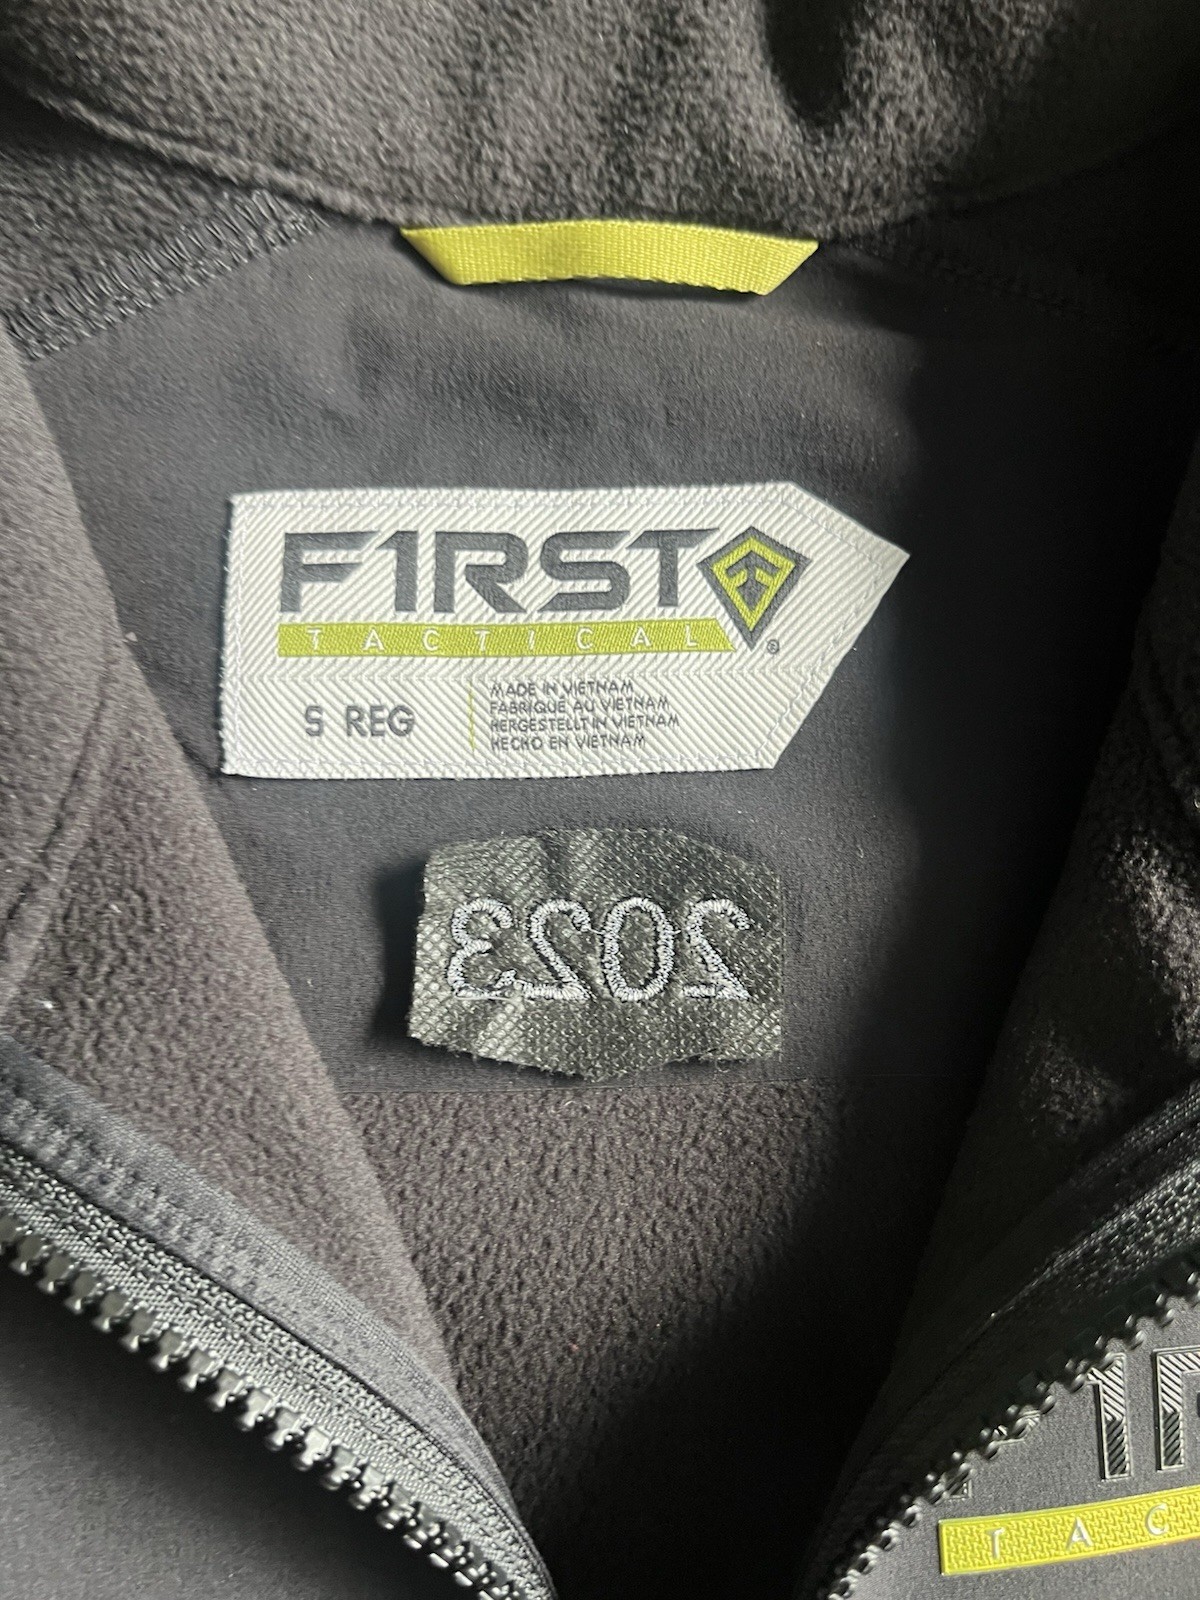 F1RST
TACTICAL
S REG
MADE IN VIETNAM
FABRIQUÉ AU VIETNAM
HERGESTELLT IN VIETNAM
HECHO EN VIETNAM
2023
TAC